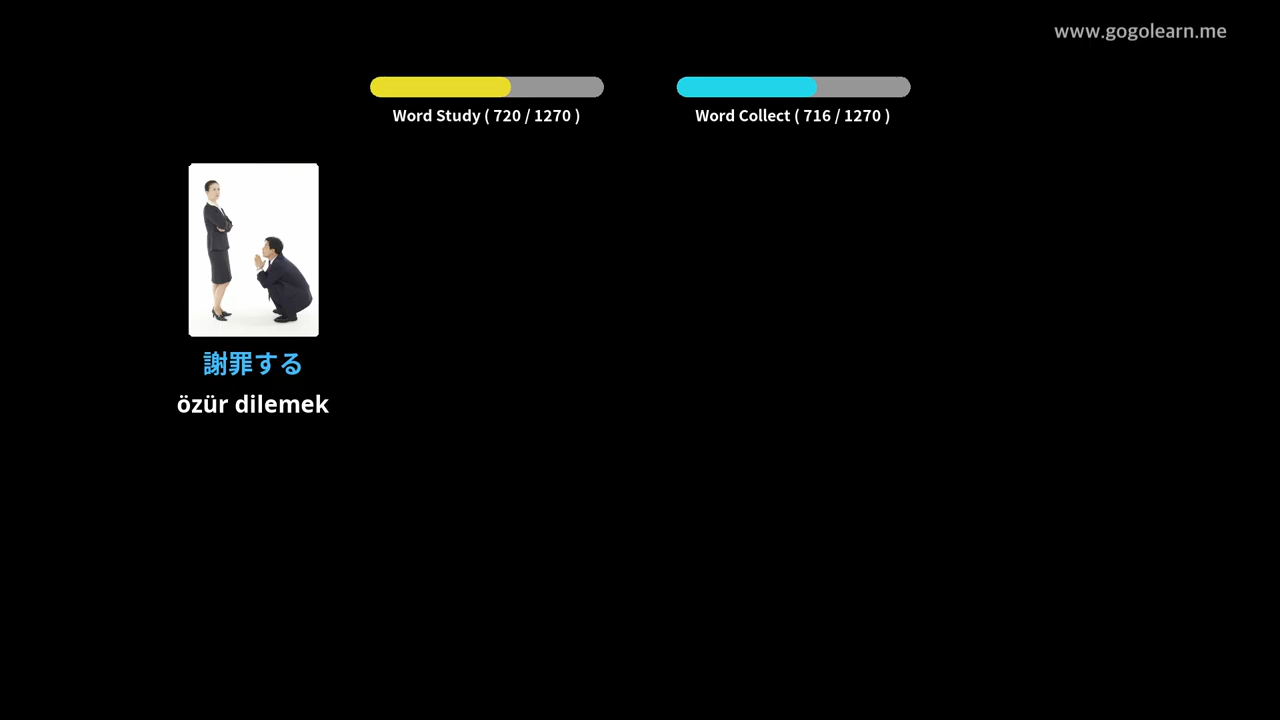 www.gogolearn.me
Word Study ( 720 / 1270 )
Word Collect ( 716 / 1270 )
謝罪する
özür dilemek